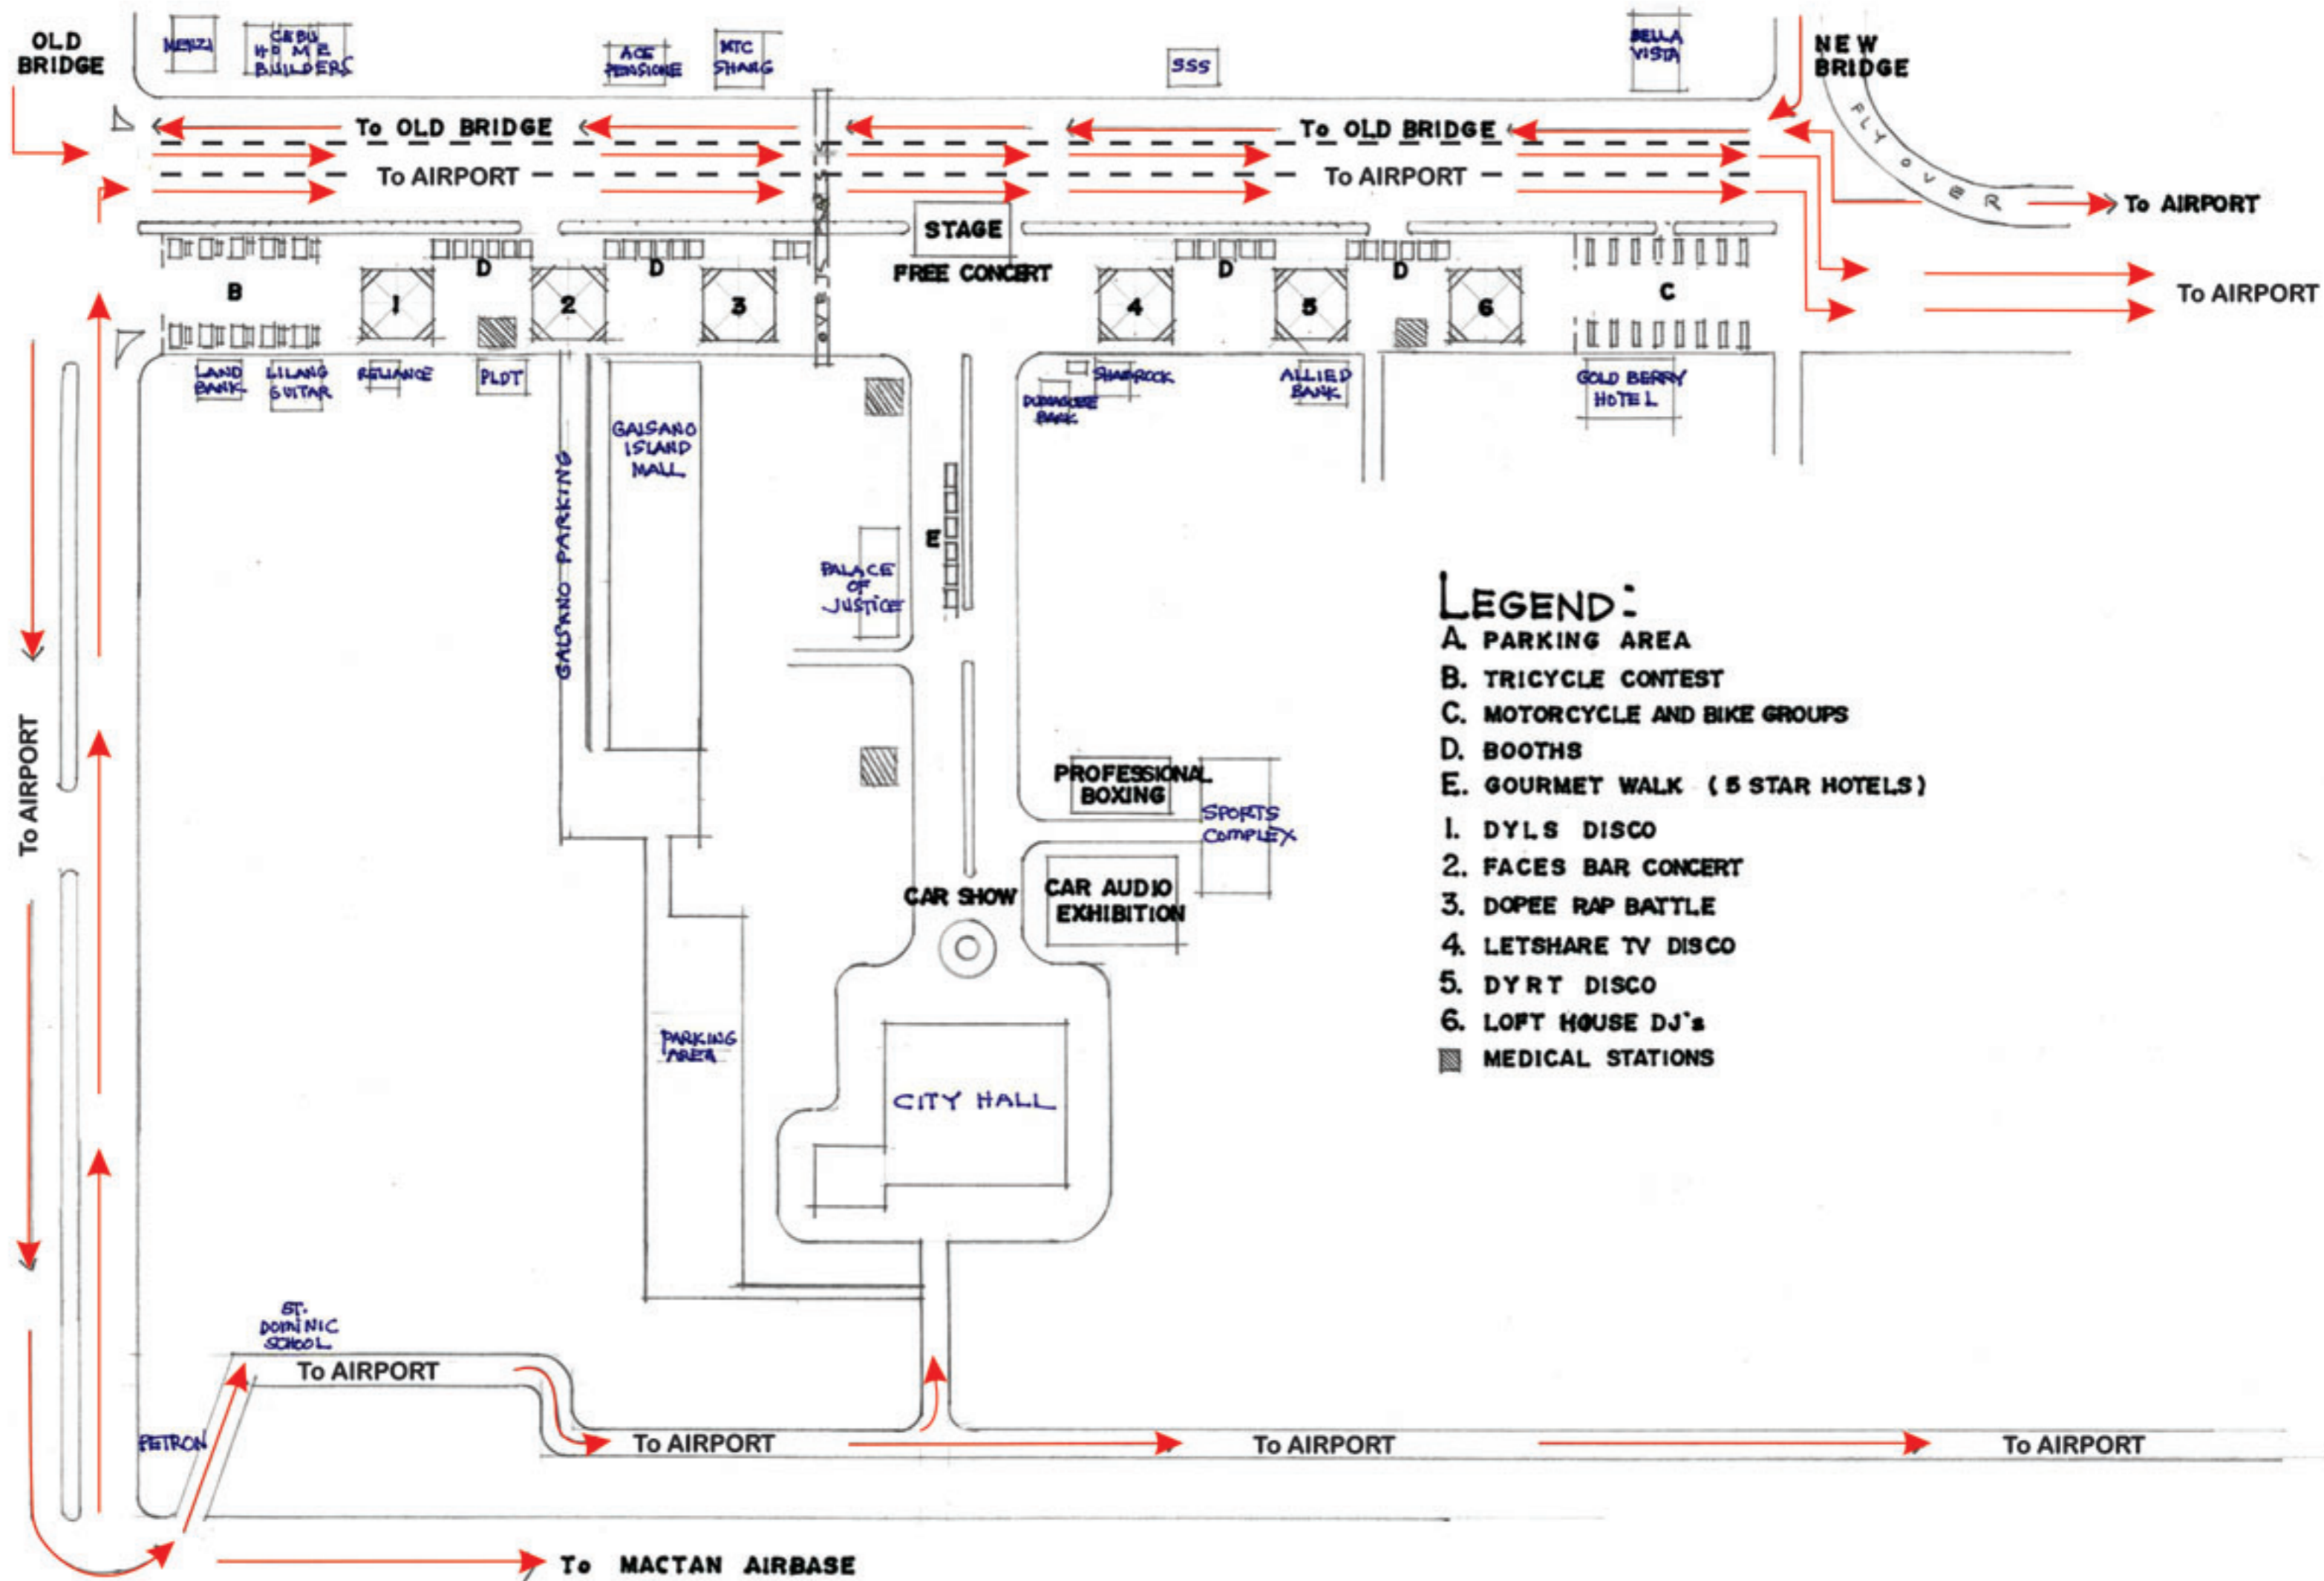 OLD
BRIDGE
MENZI
CEBU
HOME
BUILDERS
ACE
PENSIONE
MTC
SHANG
SSS
BELLA
VISTA
NEW
BRIDGE
FLYOVER
To OLD BRIDGE
To OLD BRIDGE
To AIRPORT
To AIRPORT
To AIRPORT
To AIRPORT
STAGE
FREE CONCERT
B
1
D
2
D
3
4
D
5
D
6
C
LAND
BANK
LILANG
GUITAR
RELIANCE
PLDT
SHAMROCK
BANK
ALLIED
BANK
GOLD BERRY
HOTEL
GAISANO
ISLAND
MALL
GAISANO PARKING
PALACE
OF
JUSTICE
E
To AIRPORT
PROFESSIONAL
BOXING
SPORTS
COMPLEX
CAR SHOW
CAR AUDIO
EXHIBITION
PARKING
AREA
CITY HALL
LEGEND:
A. PARKING AREA
B. TRICYCLE CONTEST
C. MOTORCYCLE AND BIKE GROUPS
D. BOOTHS
E. GOURMET WALK (5 STAR HOTELS)
1. DYLS DISCO
2. FACES BAR CONCERT
3. DOPEE RAP BATTLE
4. LETSHARE TV DISCO
5. DYRT DISCO
6. LOFT HOUSE DJ's
MEDICAL STATIONS
ST.
DOMINIC
SCHOOL
To AIRPORT
PETRON
To AIRPORT
To AIRPORT
To AIRPORT
To MACTAN AIRBASE